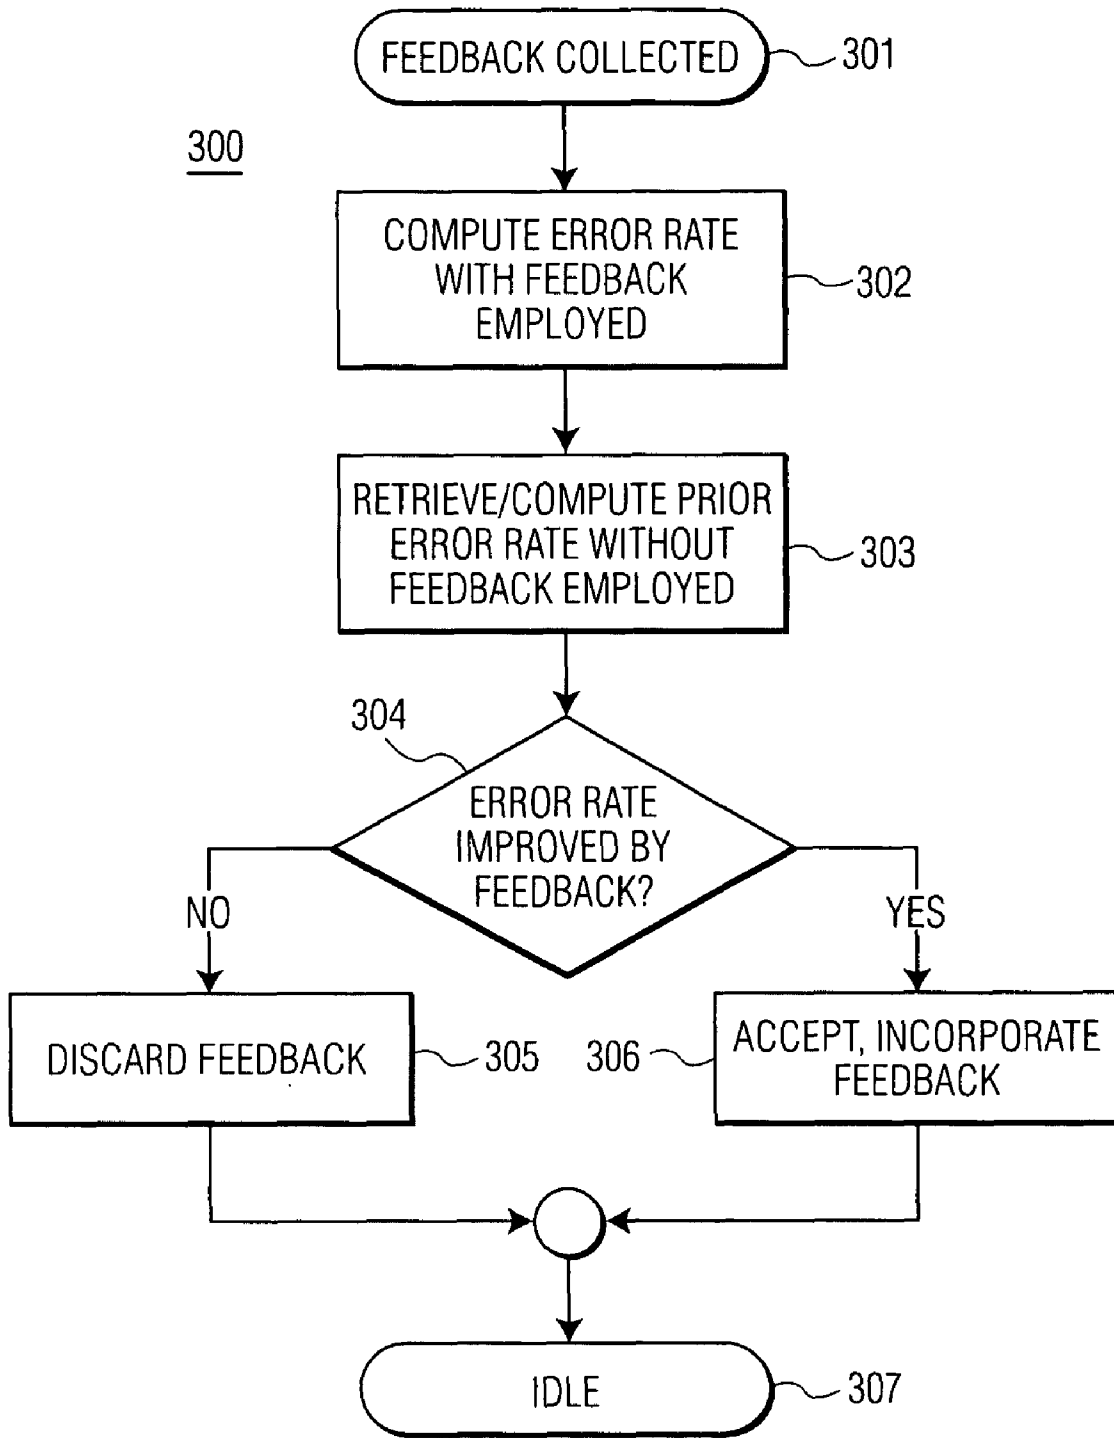 FEEDBACK COLLECTED
301
300
COMPUTE ERROR RATE
WITH FEEDBACK
EMPLOYED
302
RETRIEVE/COMPUTE PRIOR
ERROR RATE WITHOUT
FEEDBACK EMPLOYED
303
304
ERROR RATE
IMPROVED BY
FEEDBACK?
NO
YES
DISCARD FEEDBACK
305
306
ACCEPT, INCORPORATE
FEEDBACK
IDLE
307